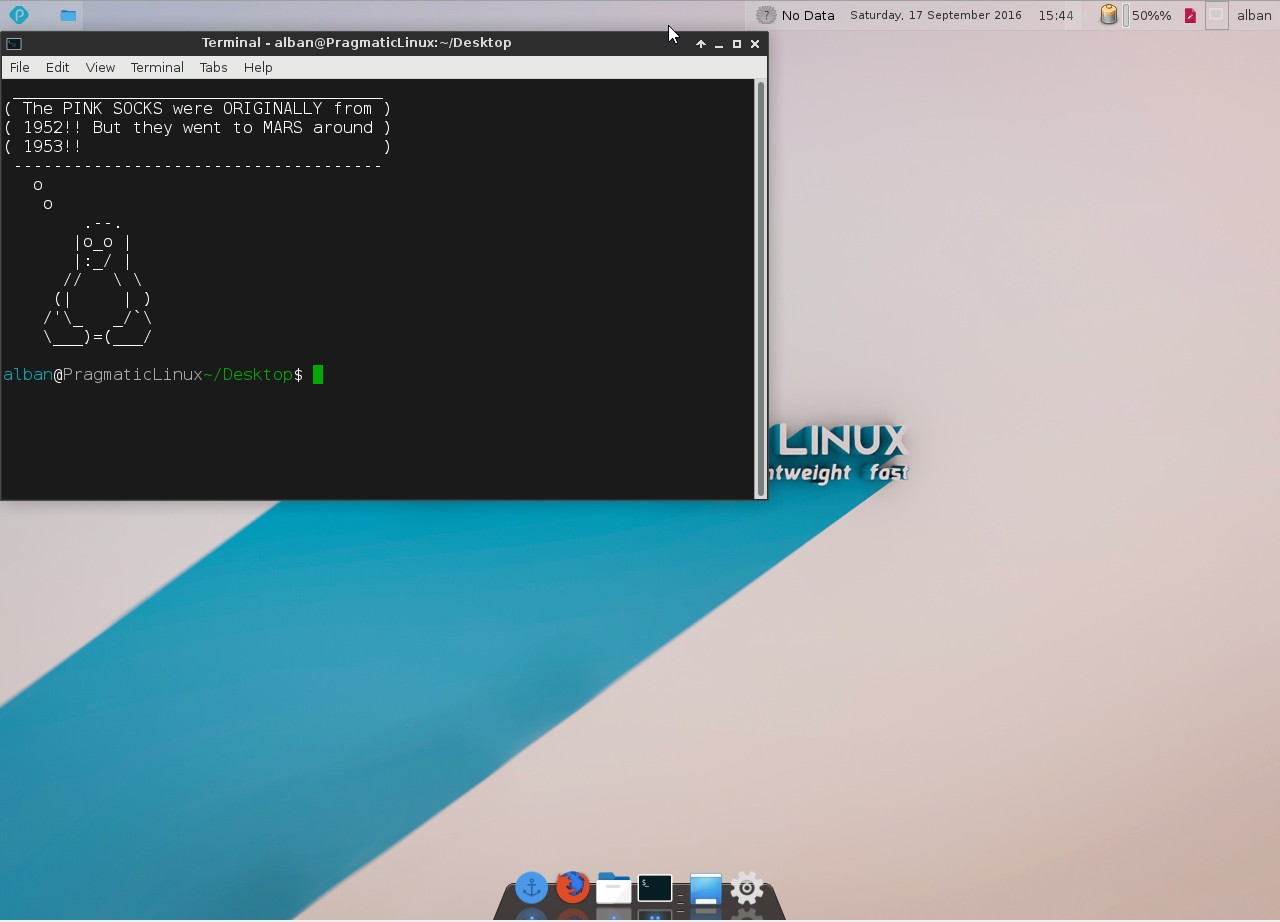 No Data Saturday, 17 September 2016 15:44 50%% alban
Terminal - alban@PragmaticLinux:~/Desktop
File Edit View Terminal Tabs Help
( The PINK SOCKS were ORIGINALLY from )
( 1952!! But they went to MARS around )
( 1953!! )
-------------------------------------
o
o
.--.
|o_o |
|:_/ |
// \ \
(| | )
/'\_ _/`\
\___)=(___/
alban@PragmaticLinux~/Desktop$
LINUX
fast